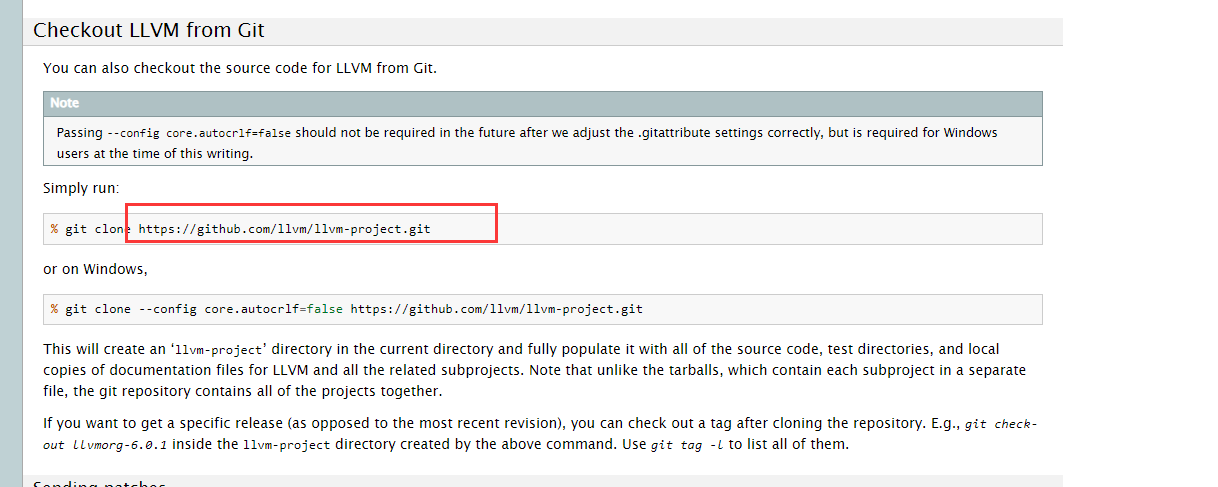 Checkout LLVM from Git
You can also checkout the source code for LLVM from Git.
Note
Passing --config core.autocrlf=false should not be required in the future after we adjust the .gitattribute settings correctly, but is required for Windows
users at the time of this writing.
Simply run:
% git clone https://github.com/llvm/llvm-project.git
or on Windows,
% git clone --config core.autocrlf=false https://github.com/llvm/llvm-project.git
This will create an ‘llvm-project’ directory in the current directory and fully populate it with all of the source code, test directories, and local
copies of documentation files for LLVM and all the related subprojects. Note that unlike the tarballs, which contain each subproject in a separate
file, the git repository contains all of the projects together.
If you want to get a specific release (as opposed to the most recent revision), you can check out a tag after cloning the repository. E.g., git check-
out llvmorg-6.0.1 inside the llvm-project directory created by the above command. Use git tag -l to list all of them.
Sending patches